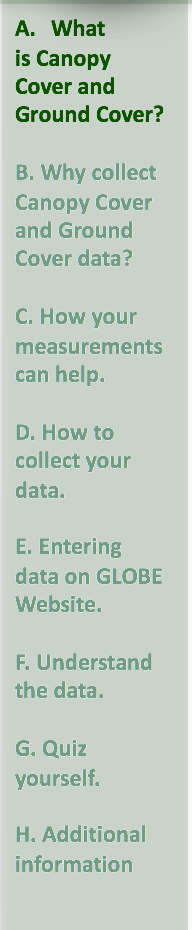 A. What
is Canopy
Cover and
Ground Cover?
B. Why collect
Canopy Cover
and Ground
Cover data?
C. How your
measurements
can help.
D. How to
collect your
data.
E. Entering
data on GLOBE
Website.
F. Understand
the data.
G. Quiz
yourself.
H. Additional
information